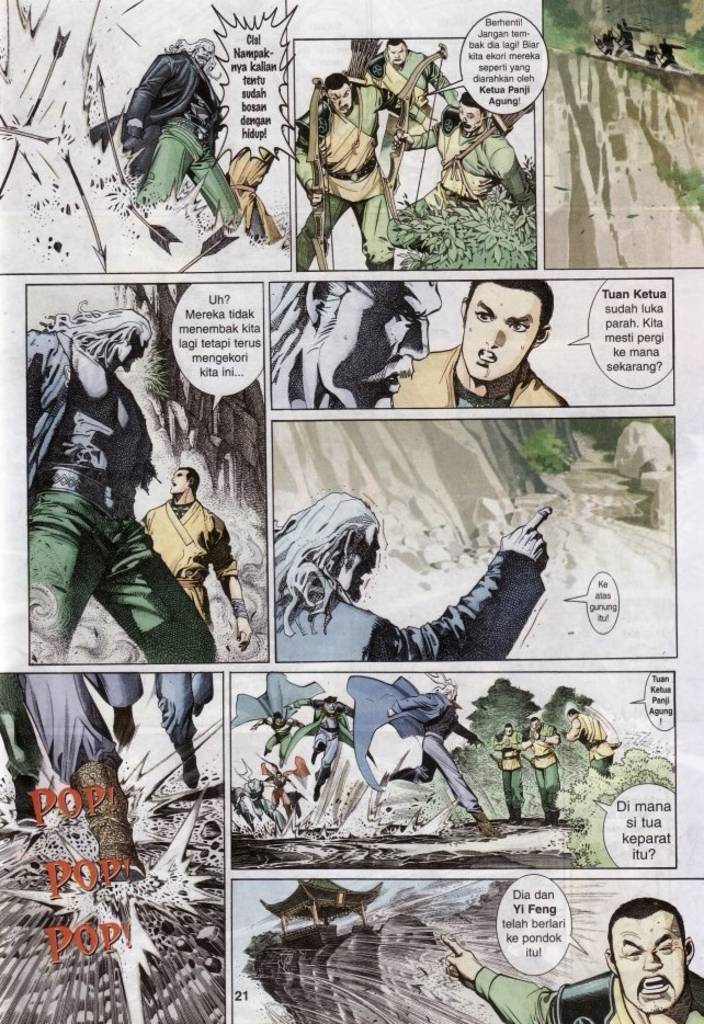 Cis!
Nampak-
nya kalian
tentu
sudah
bosan
dengan
hidup!
Berhenti!
Jangan tem-
bak dia lagi! Biar
kita ekori mereka
seperti yang
diarahkan oleh
Ketua Panji
Agung!
Uh?
Mereka tidak
menembak kita
lagi tetapi terus
mengekori
kita ini...
Tuan Ketua
sudah luka
parah. Kita
mesti pergi
ke mana
sekarang?
Ke
atas
gunung
itu!
POP!
POP!
POP!
Tuan
Ketua
Panji
Agung
!
Di mana
si tua
keparat
itu?
Dia dan
Yi Feng
telah berlari
ke pondok
itu!
21